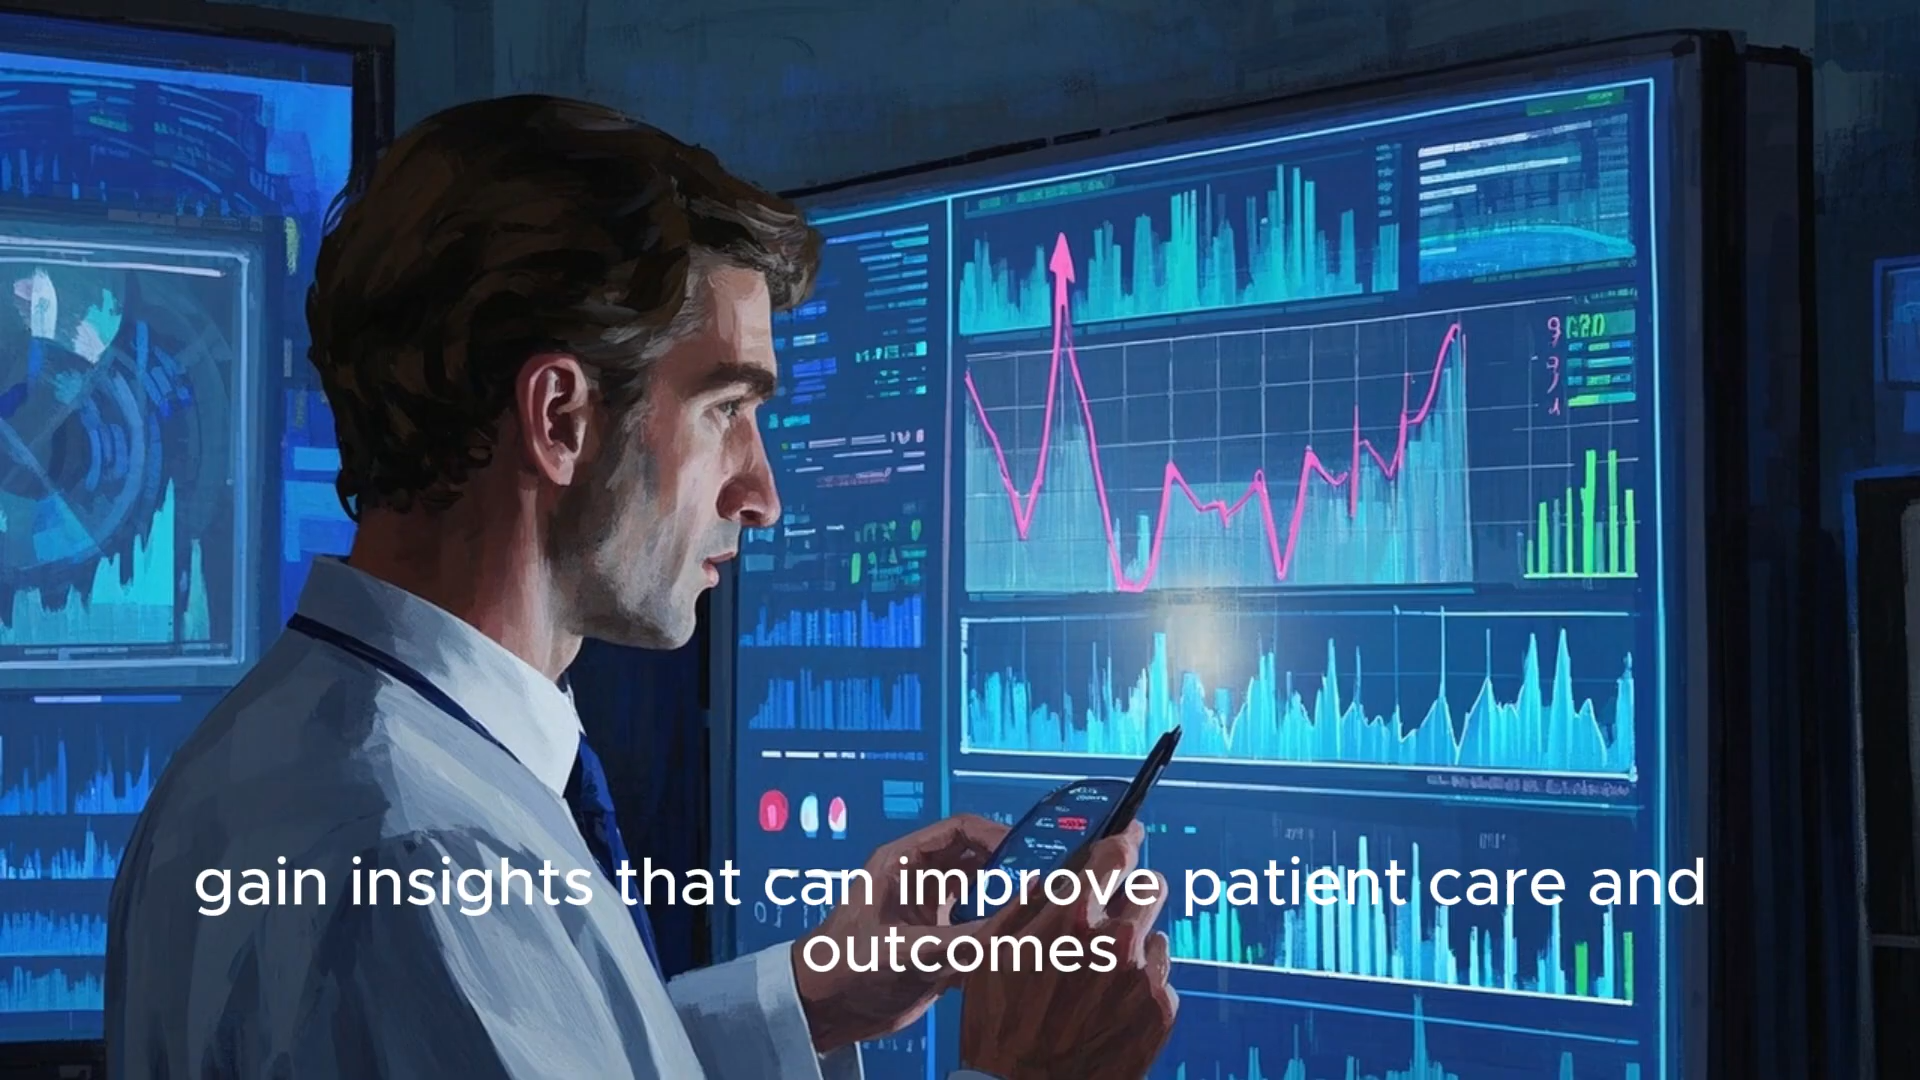 gain insights that can improve patient care and
outcomes